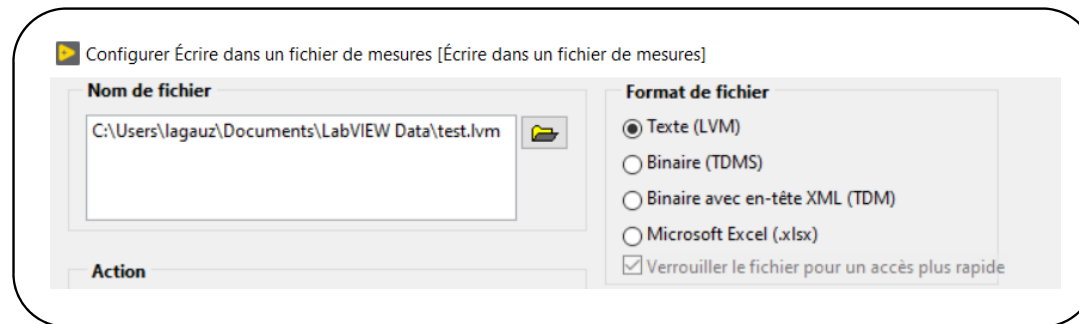 Configurer Écrire dans un fichier de mesures [Écrire dans un fichier de mesures]
Nom de fichier
C:\Users\lagauz\Documents\LabVIEW Data\test.lvm
Format de fichier
Texte (LVM)
Binaire (TDMS)
Binaire avec en-tête XML (TDM)
Microsoft Excel (.xlsx)
Verrouiller le fichier pour un accès plus rapide
Action